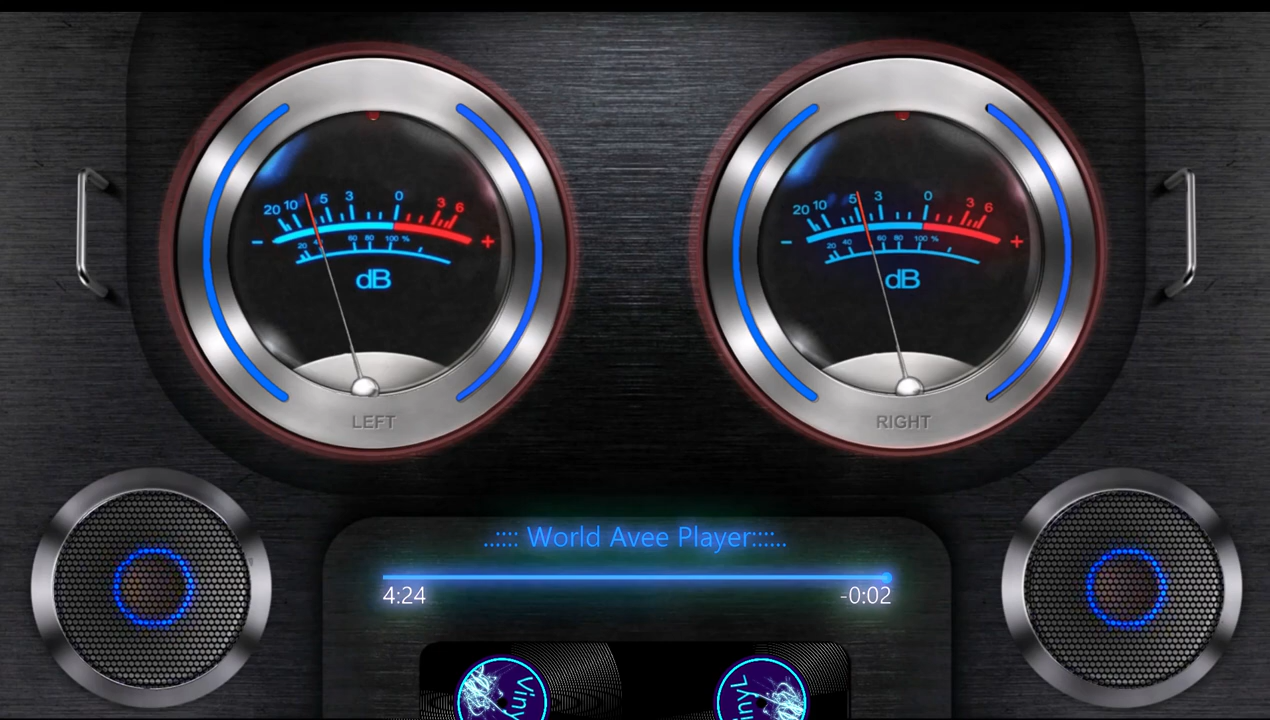 20 10 5 3 0 3 6
- +
20 40 60 80 100 %
dB
LEFT
20 10 5 3 0 3 6
- +
20 40 60 80 100 %
dB
RIGHT
..:::: World Avee Player::::..
4:24 -0:02